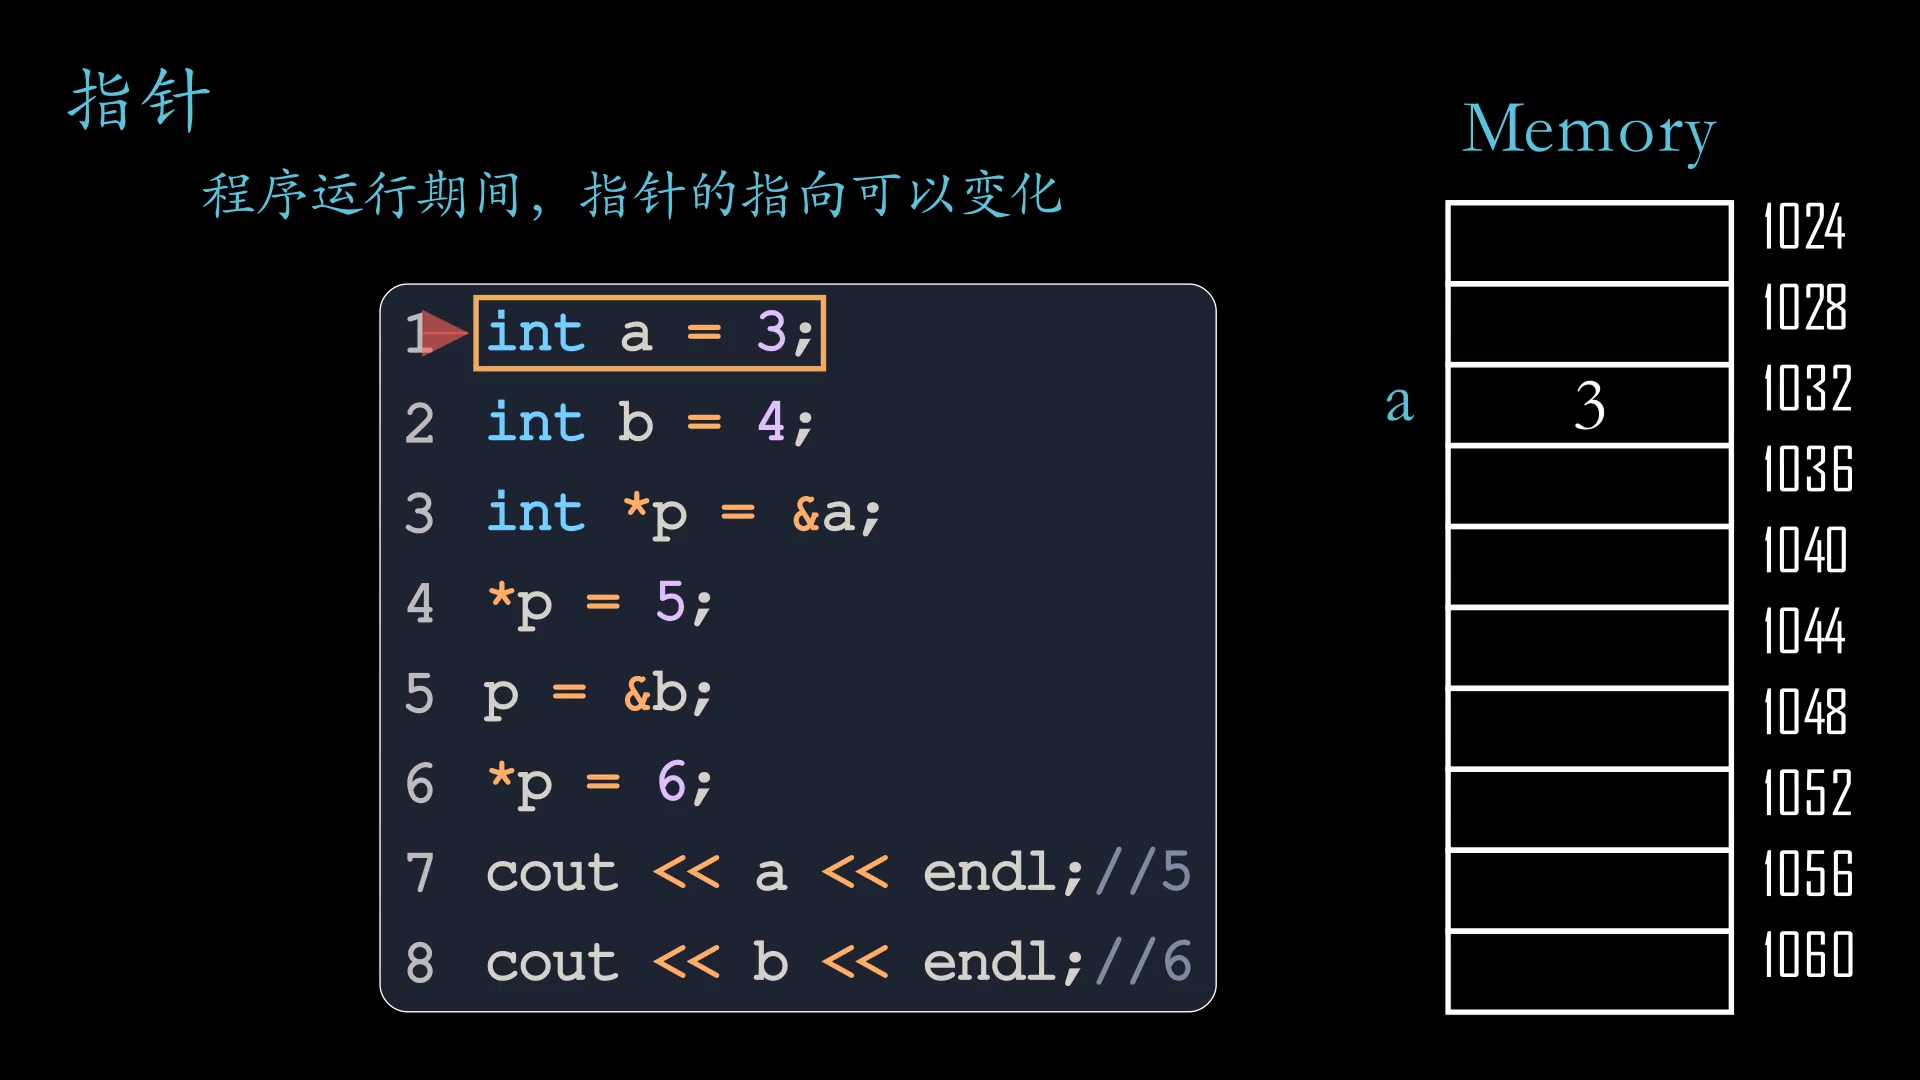 指针
程序运行期间，指针的指向可以变化
1 int a = 3;
2 int b = 4;
3 int *p = &a;
4 *p = 5;
5 p = &b;
6 *p = 6;
7 cout << a << endl;//5
8 cout << b << endl;//6
Memory
1024
1028
a 3 1032
1036
1040
1044
1048
1052
1056
1060